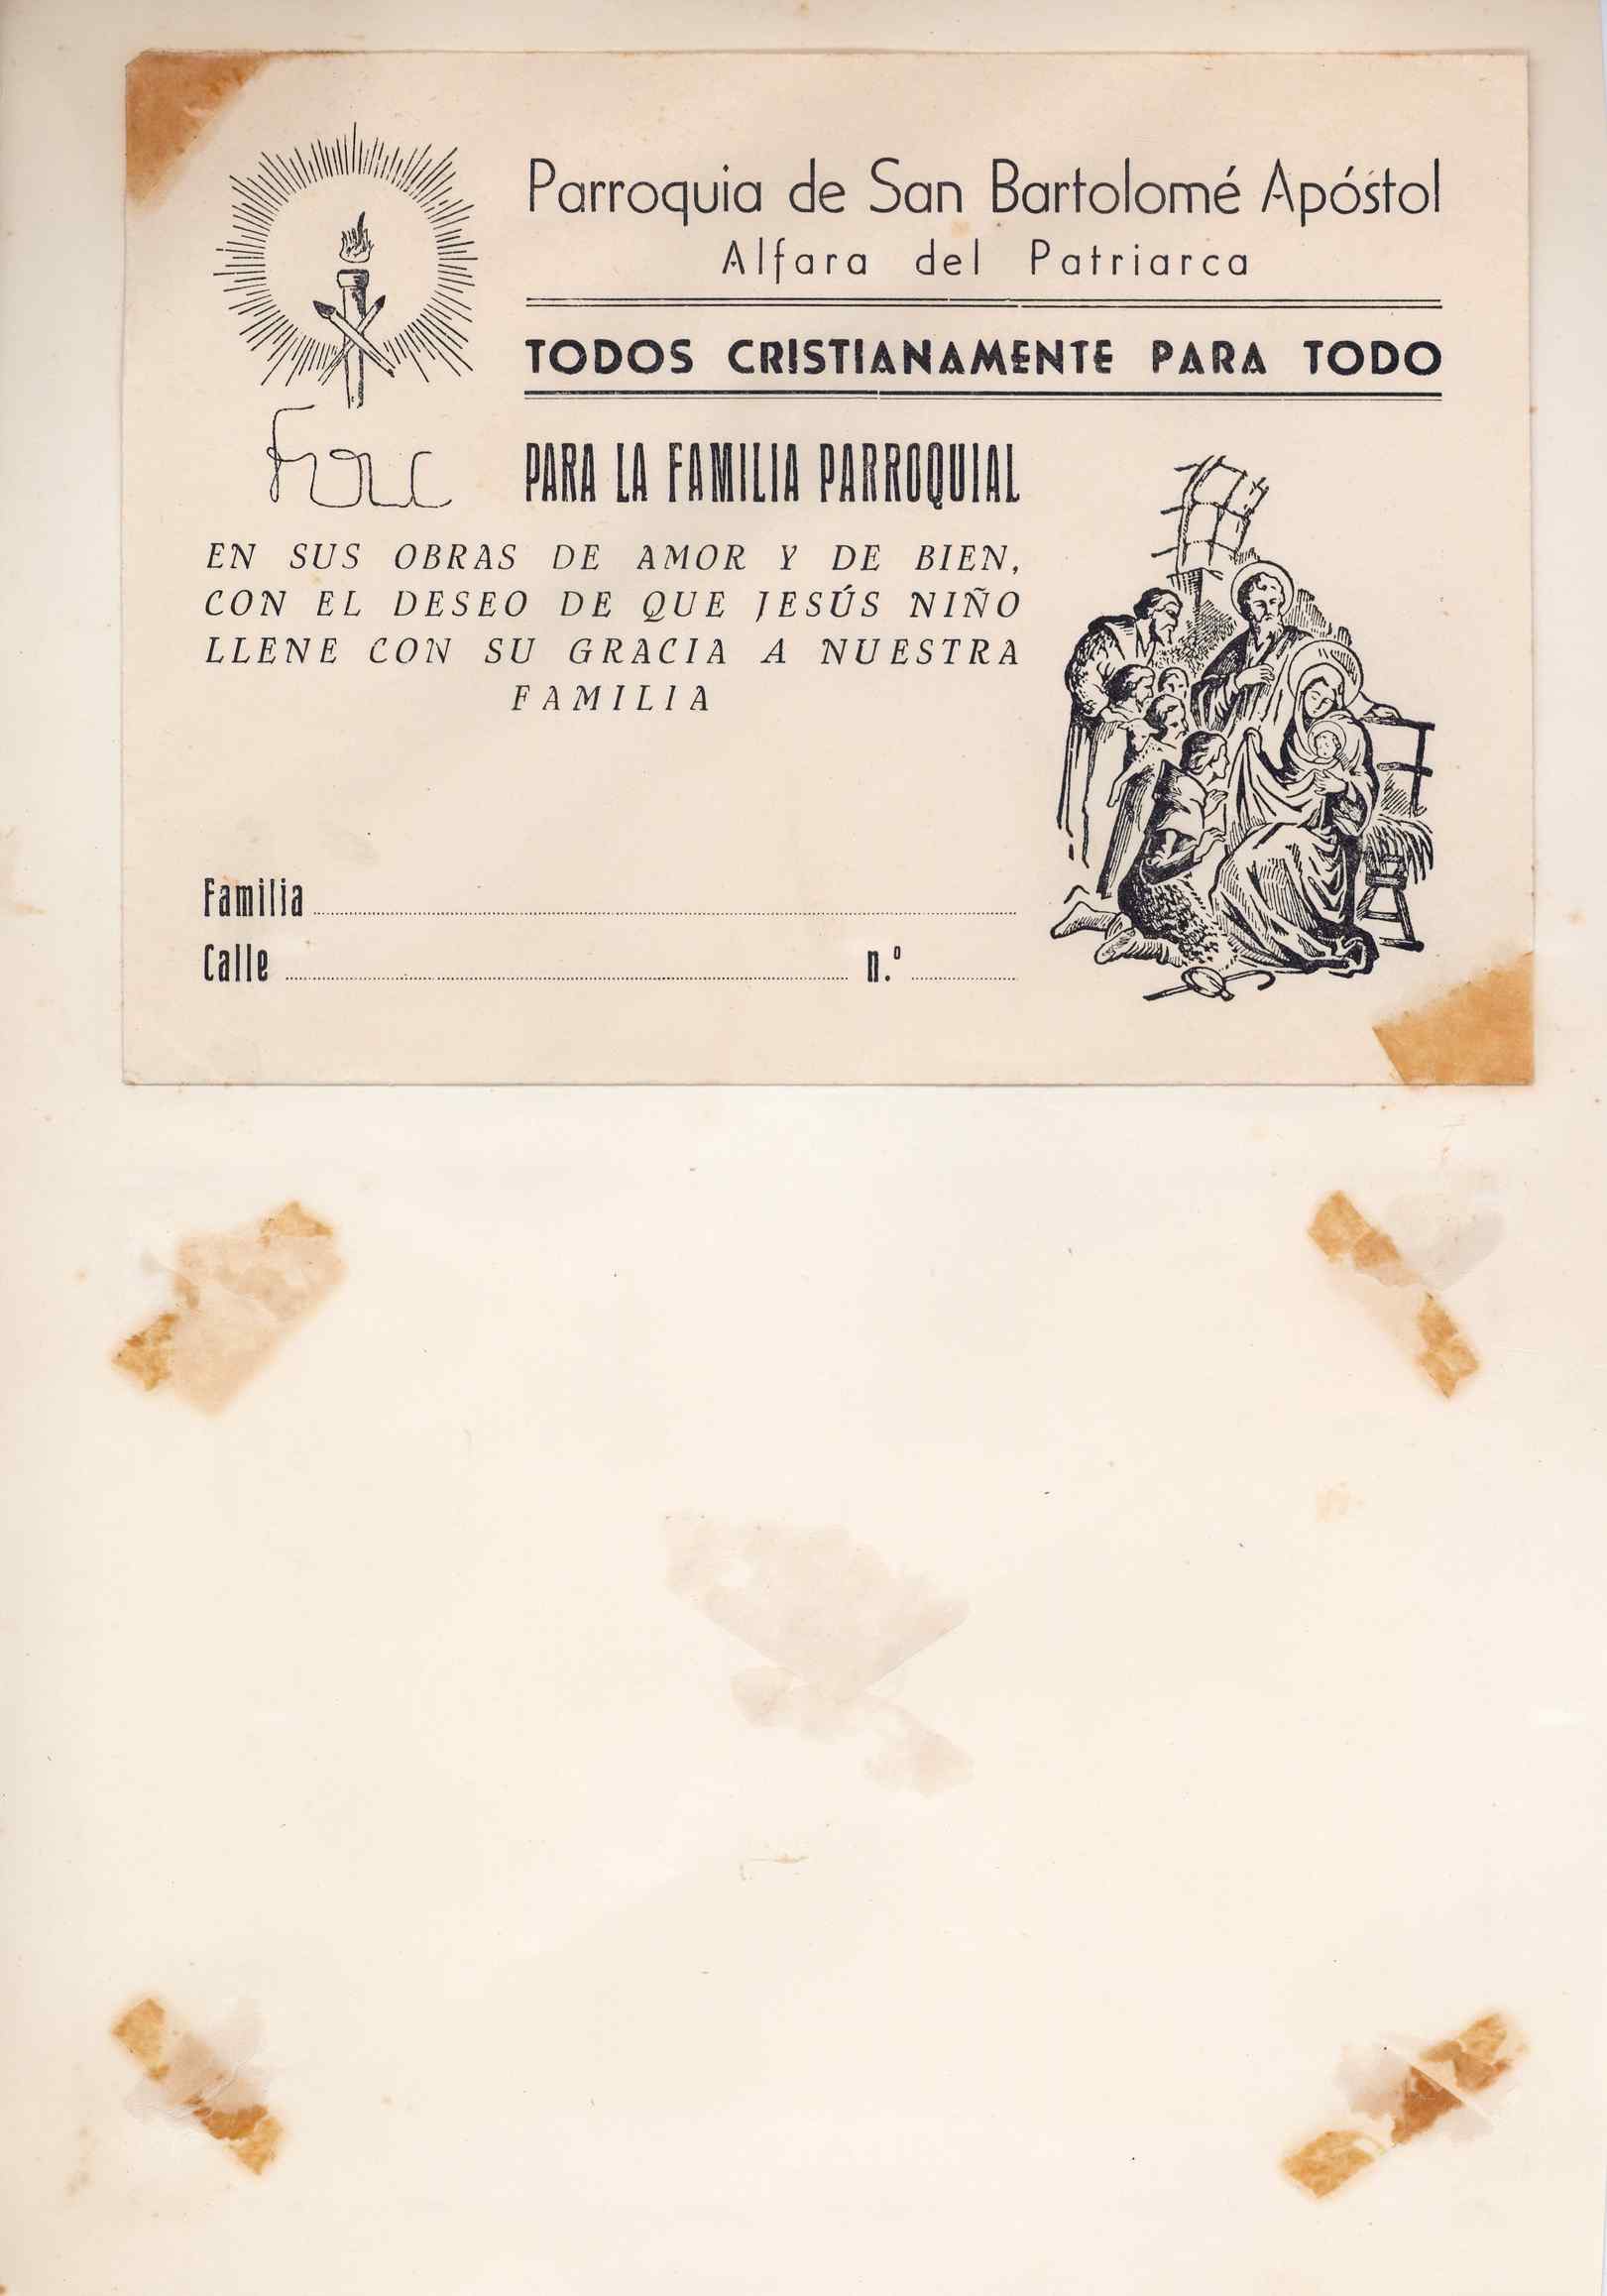 Parroquia de San Bartolomé Apóstol
Alfara del Patriarca
TODOS CRISTIANAMENTE PARA TODO
Foc
PARA LA FAMILIA PARROQUIAL
EN SUS OBRAS DE AMOR Y DE BIEN,
CON EL DESEO DE QUE JESÚS NIÑO
LLENE CON SU GRACIA A NUESTRA
FAMILIA
Familia
Calle n.º